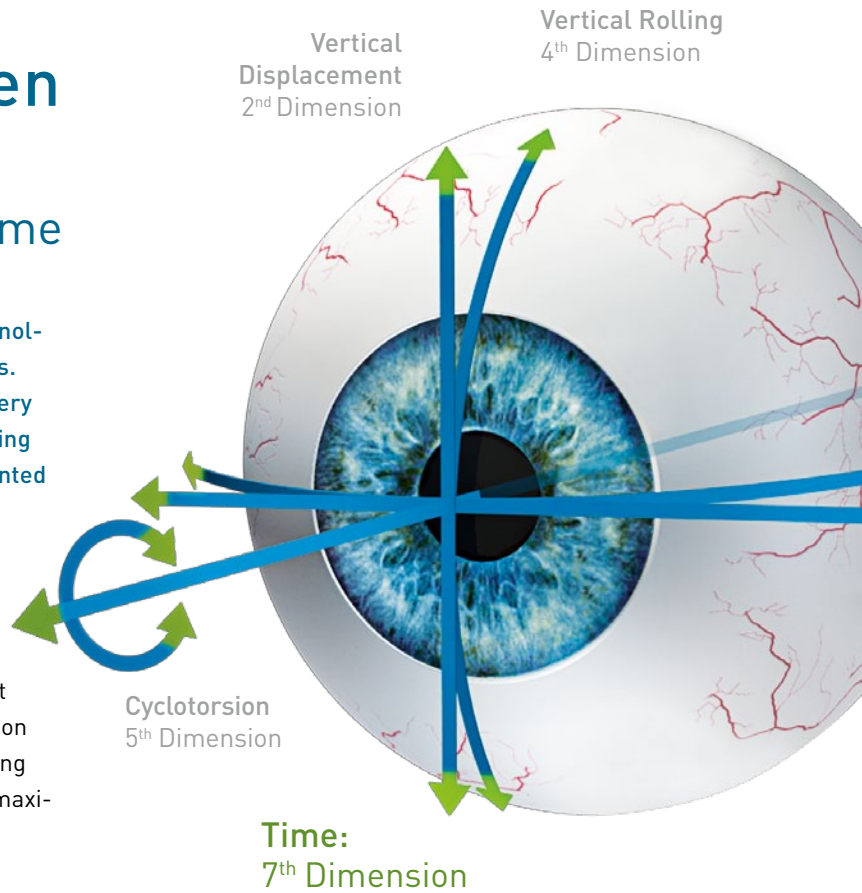 en
me
nol-
s.
ery
ing
nted
t
on
ng
maxi-
Vertical
Displacement
2nd Dimension
Vertical Rolling
4th Dimension
Cyclotorsion
5th Dimension
Time:
7th Dimension